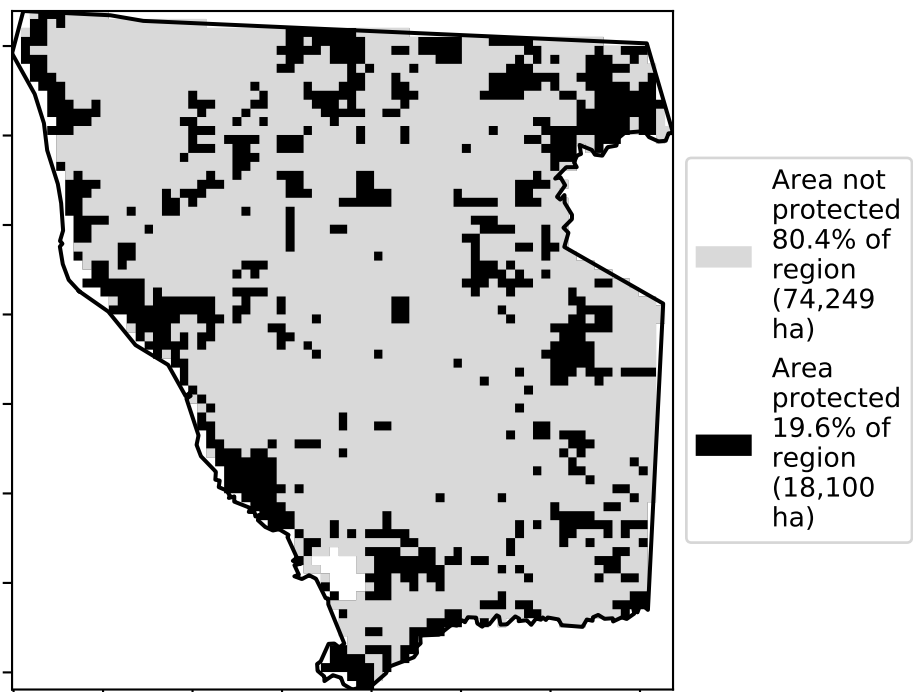 Area not
protected
80.4% of
region
(74,249
ha)
Area
protected
19.6% of
region
(18,100
ha)